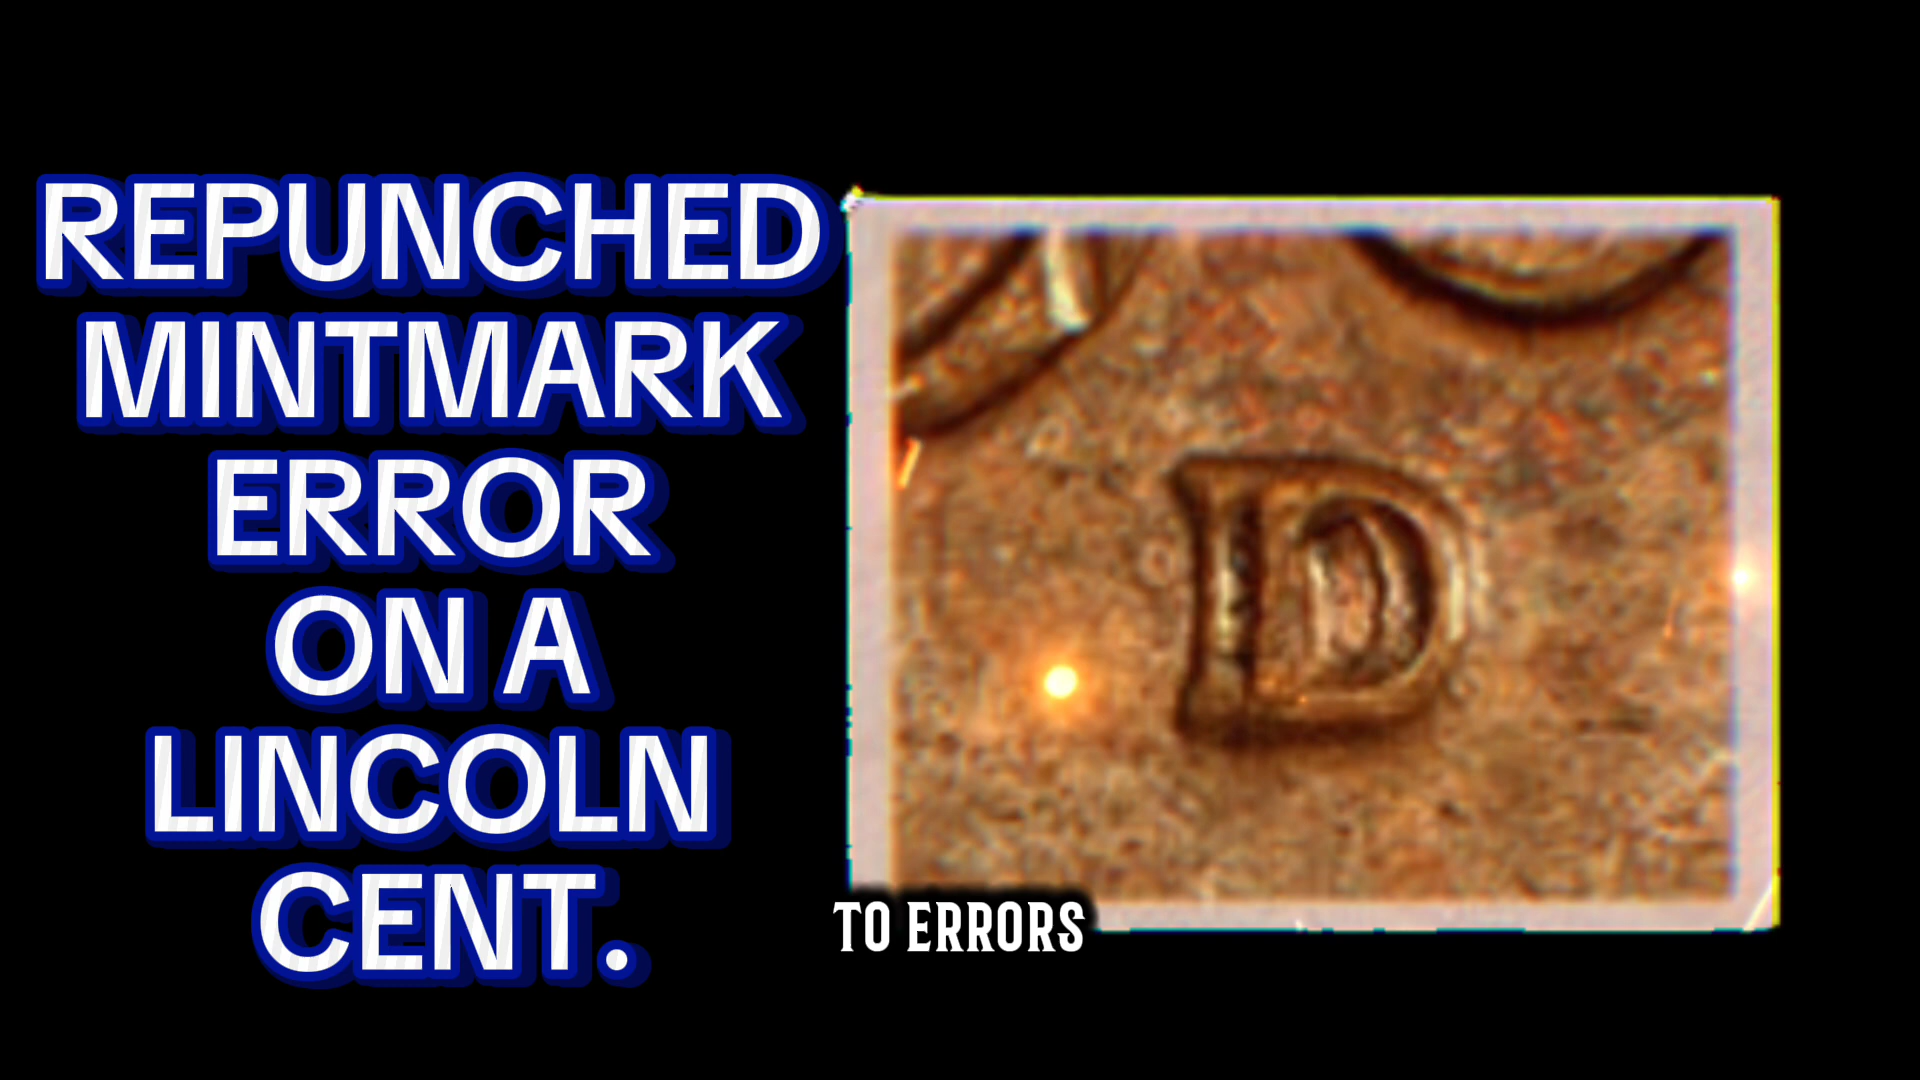 REPUNCHED
MINTMARK
ERROR
ON A
LINCOLN
CENT.
D
TO ERRORS